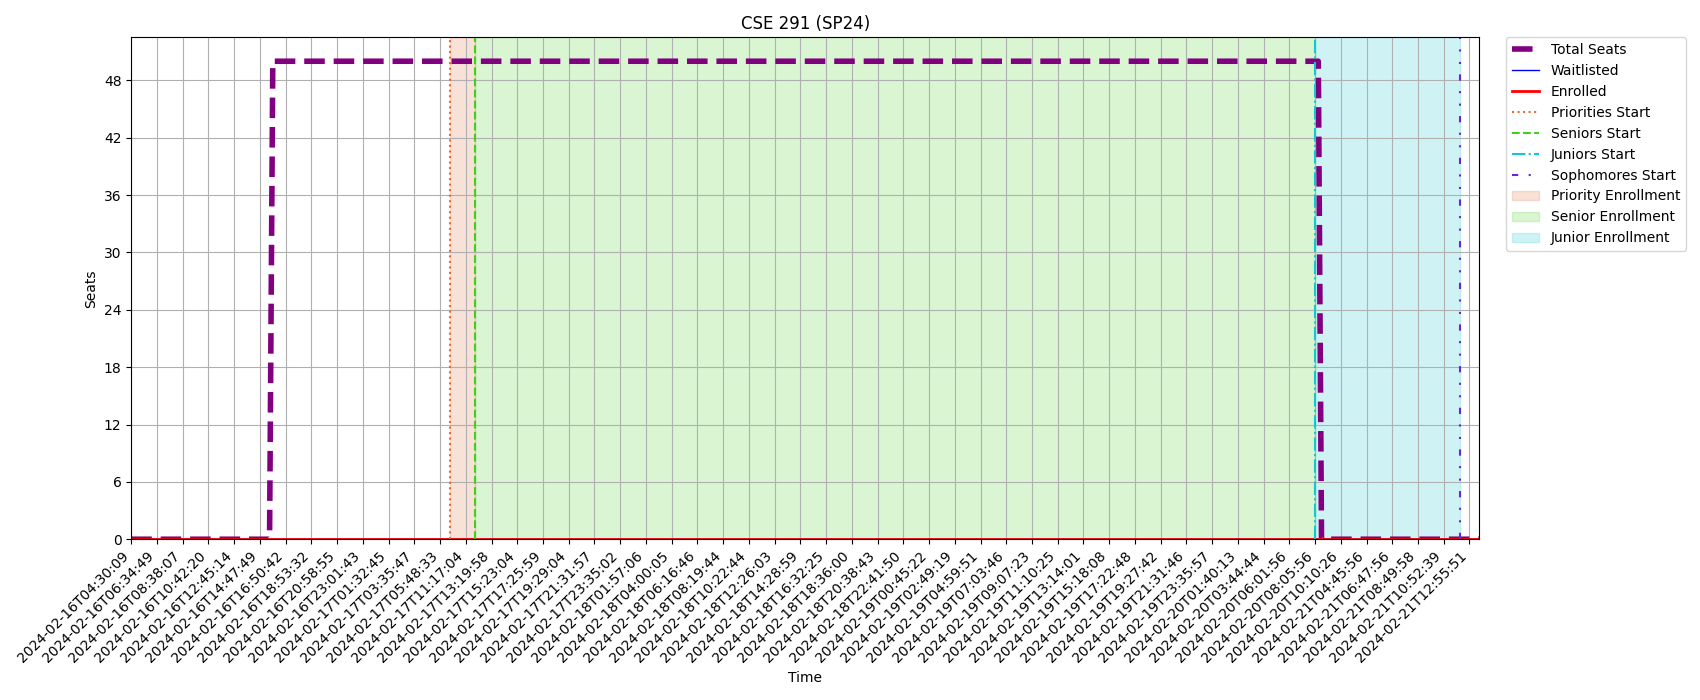 CSE 291 (SP24)
Total Seats
Waitlisted
Enrolled
Priorities Start
Seniors Start
Juniors Start
Sophomores Start
Priority Enrollment
Senior Enrollment
Junior Enrollment
Seats
48
42
36
30
24
18
12
6
0
2024-02-16T04:30:09
2024-02-16T06:34:49
2024-02-16T08:38:07
2024-02-16T10:42:20
2024-02-16T12:45:14
2024-02-16T14:47:49
2024-02-16T16:50:42
2024-02-16T18:53:32
2024-02-16T20:58:55
2024-02-16T23:01:43
2024-02-17T01:32:45
2024-02-17T03:35:47
2024-02-17T05:48:33
2024-02-17T11:17:04
2024-02-17T13:19:58
2024-02-17T15:23:04
2024-02-17T17:25:59
2024-02-17T19:29:04
2024-02-17T21:31:57
2024-02-17T23:35:02
2024-02-18T01:57:06
2024-02-18T04:00:05
2024-02-18T06:16:46
2024-02-18T08:19:44
2024-02-18T10:22:44
2024-02-18T12:26:03
2024-02-18T14:28:59
2024-02-18T16:32:25
2024-02-18T18:36:00
2024-02-18T20:38:43
2024-02-18T22:41:50
2024-02-19T00:45:22
2024-02-19T02:49:19
2024-02-19T04:59:51
2024-02-19T07:03:46
2024-02-19T09:07:23
2024-02-19T11:10:25
2024-02-19T13:14:01
2024-02-19T15:18:08
2024-02-19T17:22:48
2024-02-19T19:27:42
2024-02-19T21:31:46
2024-02-19T23:35:57
2024-02-20T01:40:13
2024-02-20T03:44:44
2024-02-20T06:01:56
2024-02-20T08:05:56
2024-02-20T10:10:26
2024-02-21T04:45:56
2024-02-21T06:47:56
2024-02-21T08:49:58
2024-02-21T10:52:39
2024-02-21T12:55:51
Time